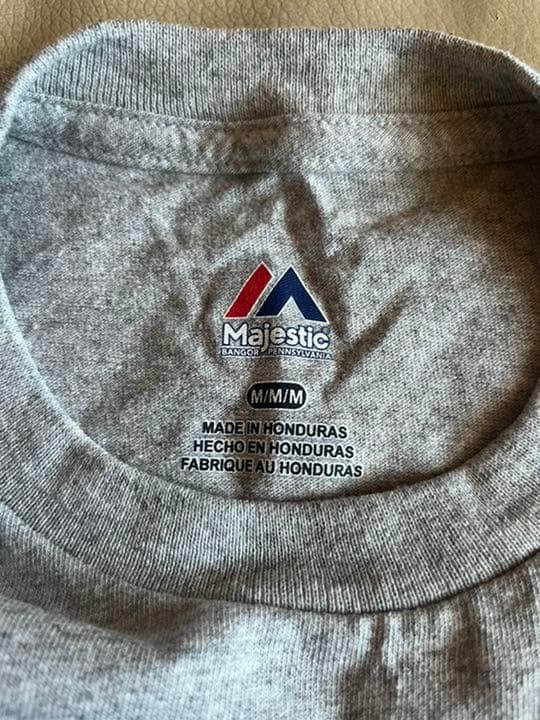 Majestic
BANGOR, PENNSYLVANIA
M/M/M
MADE IN HONDURAS
HECHO EN HONDURAS
FABRIQUE AU HONDURAS